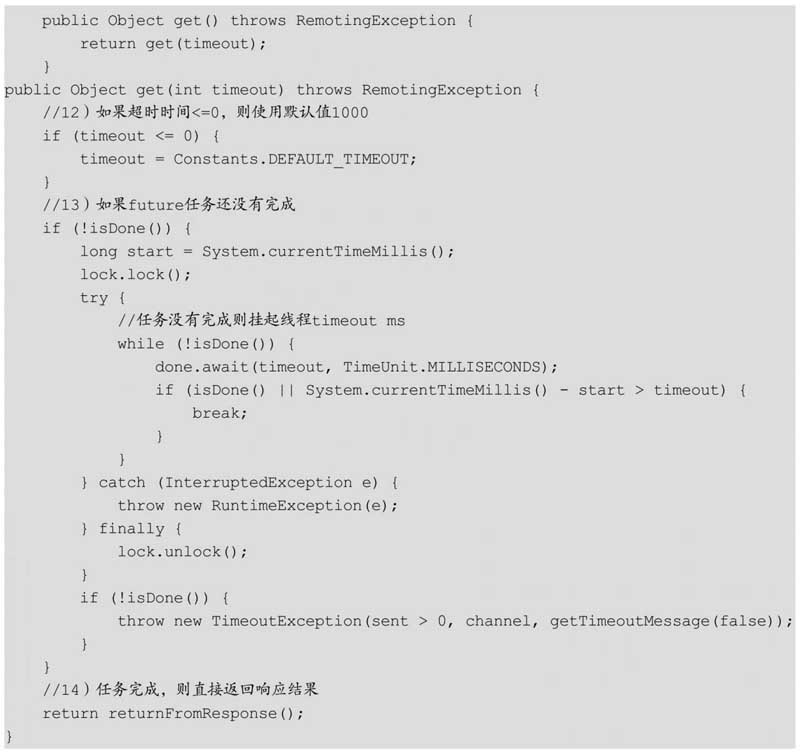 public Object get() throws RemotingException {
        return get(timeout);
    }
public Object get(int timeout) throws RemotingException {
    //12）如果超时时间<=0，则使用默认值1000
    if (timeout <= 0) {
        timeout = Constants.DEFAULT_TIMEOUT;
    }
    //13）如果future任务还没有完成
    if (!isDone()) {
        long start = System.currentTimeMillis();
        lock.lock();
        try {
            //任务没有完成则挂起线程timeout ms
            while (!isDone()) {
                done.await(timeout, TimeUnit.MILLISECONDS);
                if (isDone() || System.currentTimeMillis() - start > timeout) {
                    break;
                }
            }
        } catch (InterruptedException e) {
            throw new RuntimeException(e);
        } finally {
            lock.unlock();
        }
        if (!isDone()) {
            throw new TimeoutException(sent > 0, channel, getTimeoutMessage(false));
        }
    }
    //14）任务完成，则直接返回响应结果
    return returnFromResponse();
}